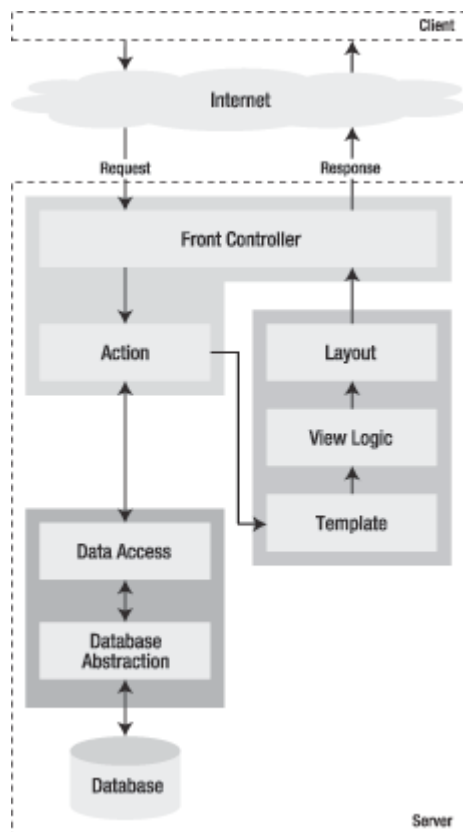 Client
Internet
Request
Response
Front Controller
Action
Layout
View Logic
Template
Data Access
Database
Abstraction
Database
Server